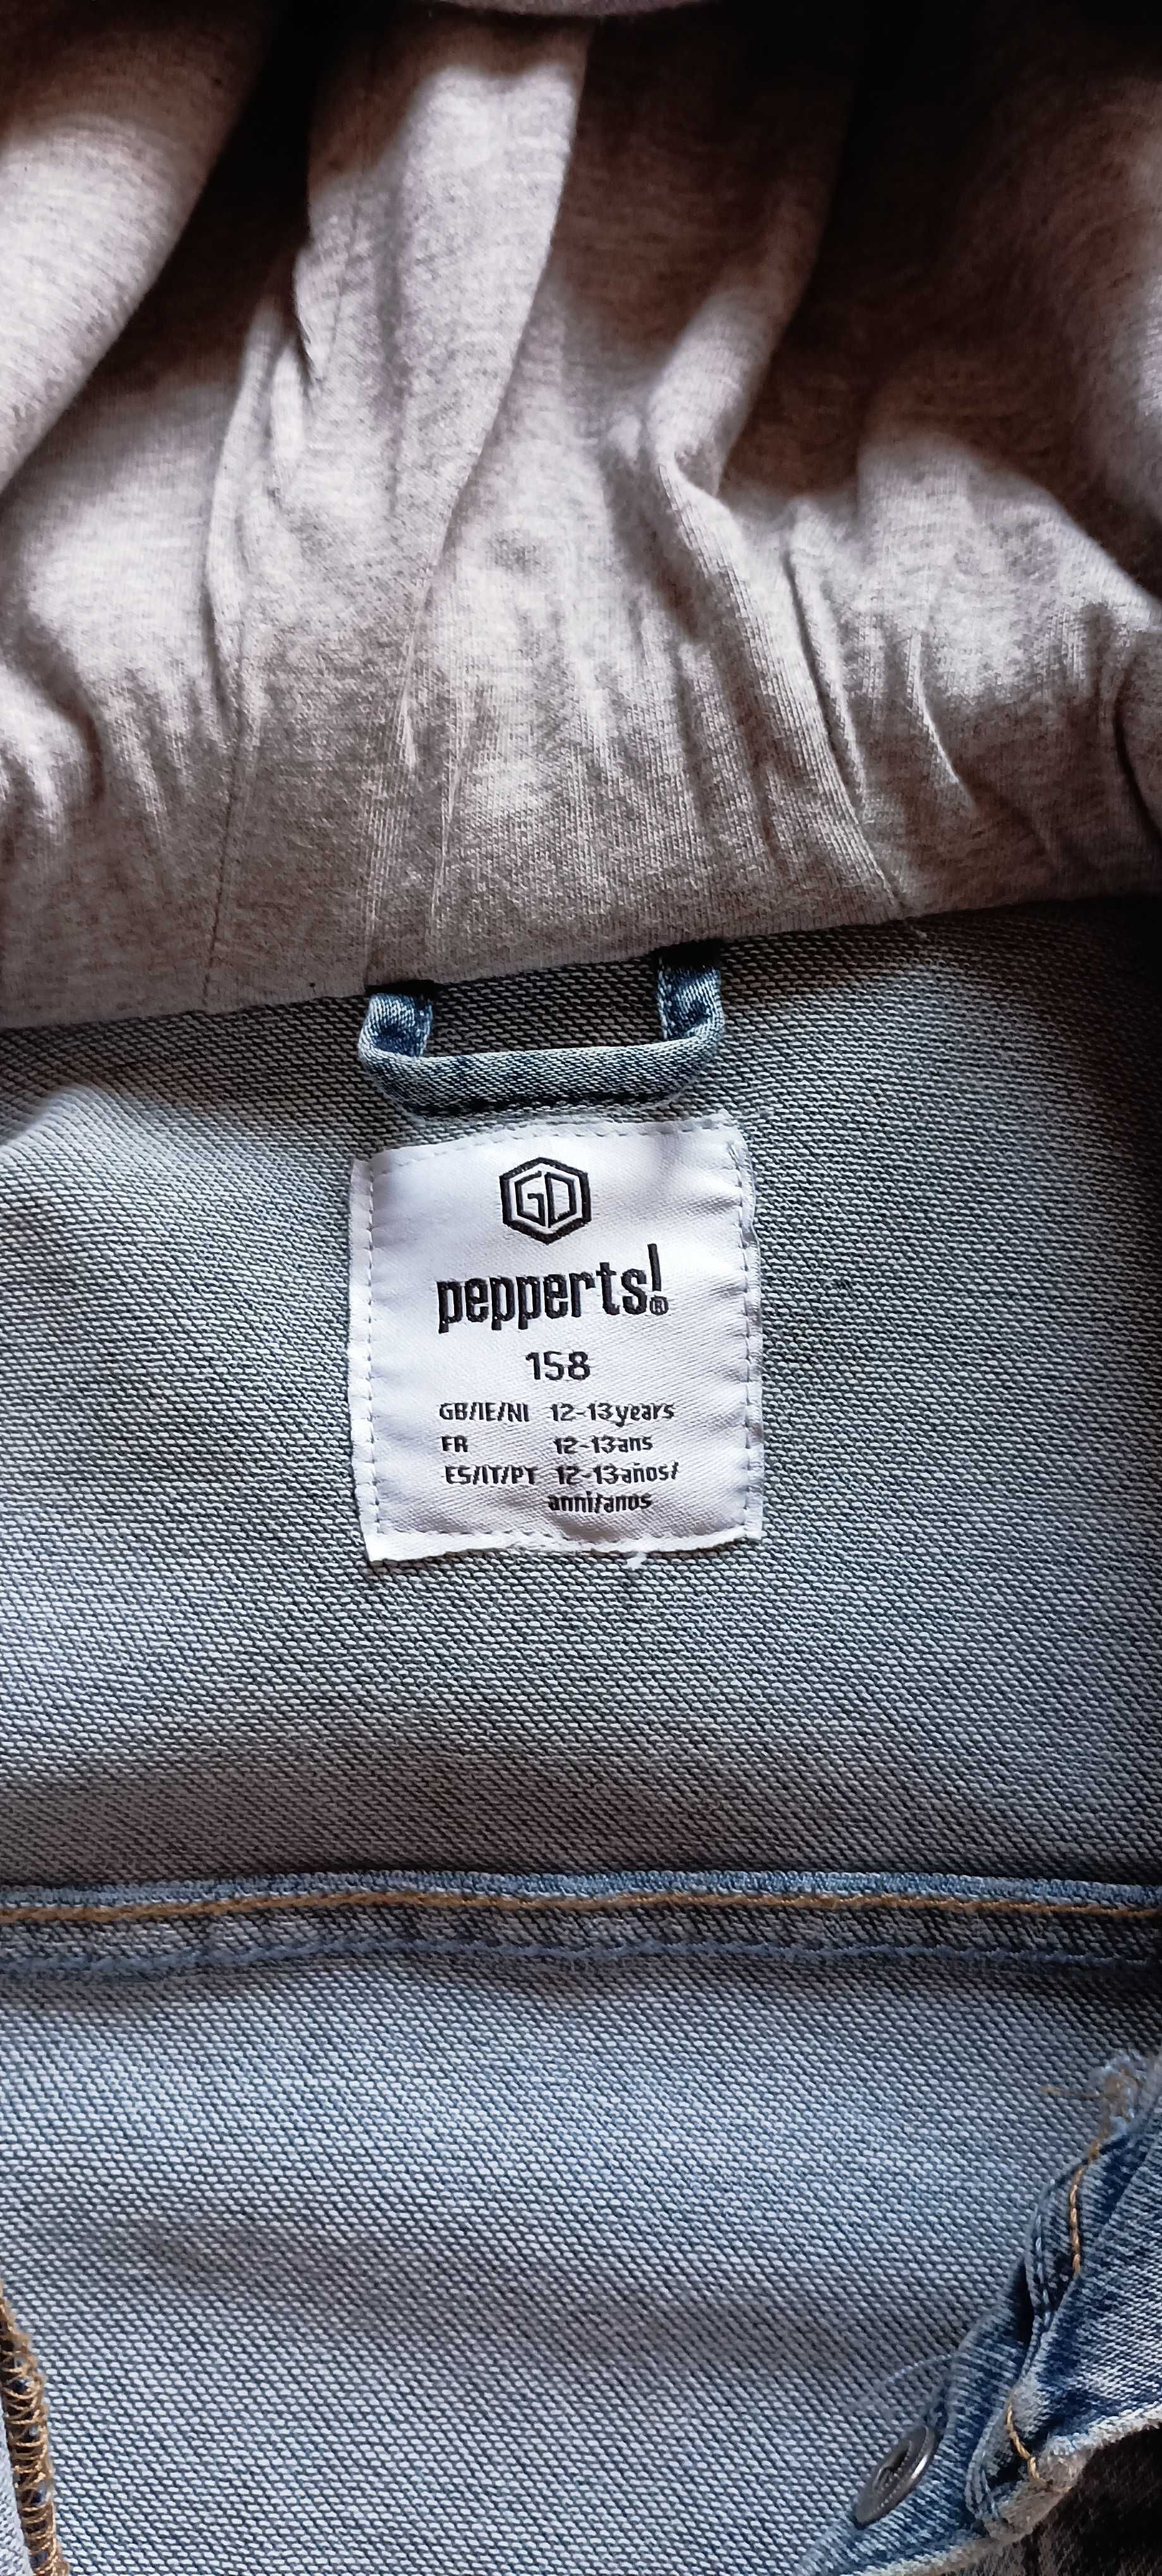 GD
pepperts!®
158
GB/IE/NI 12-13 years
FR 12-13 ans
ES/IT/PT 12-13 años/
anni/anos